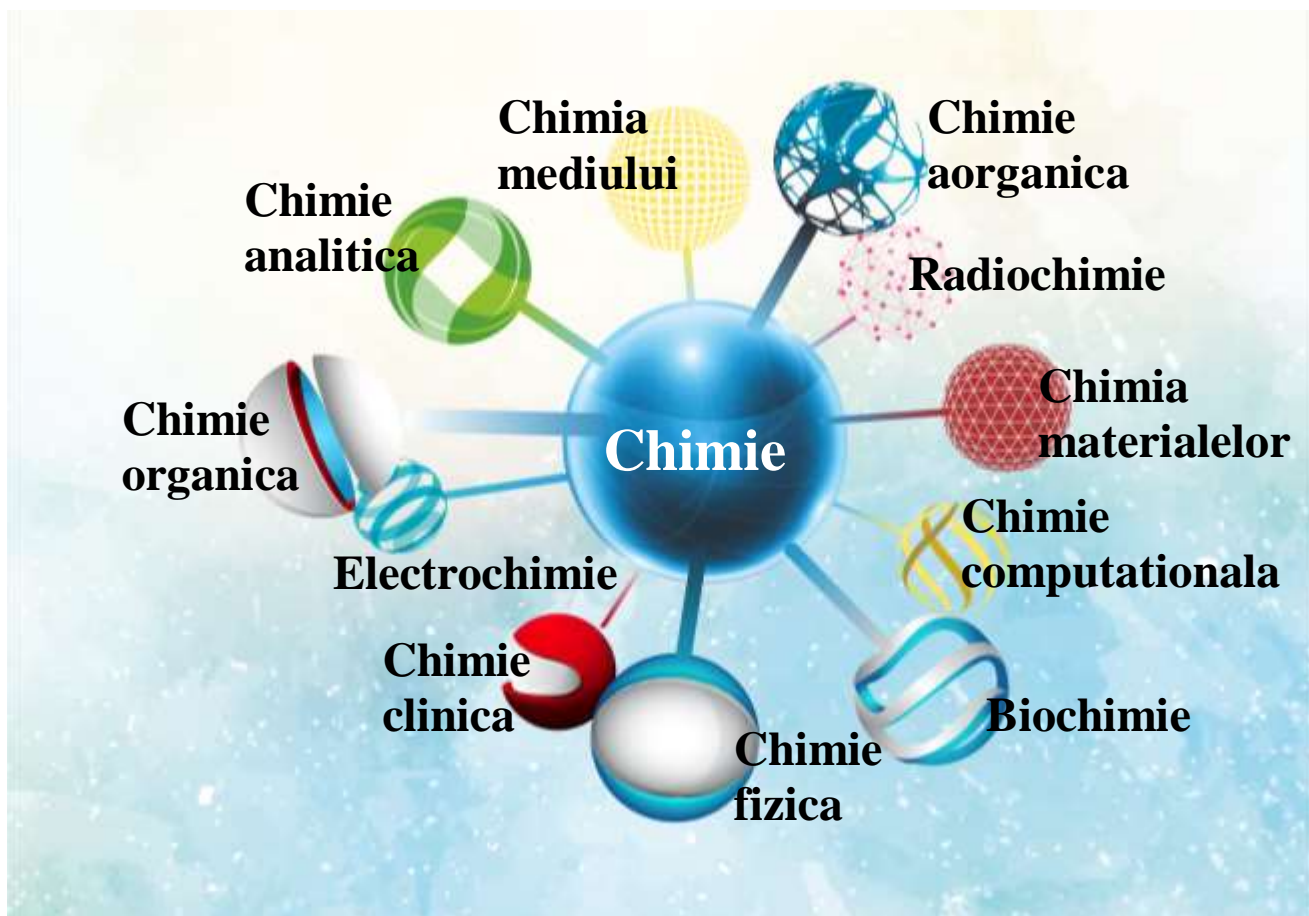 Chimia
mediului
Chimie
aorganica
Chimie
analitica
Radiochimie
Chimia
materialelor
Chimie
organica
Chimie
Chimie
computationala
Electrochimie
Chimie
clinica
Biochimie
Chimie
fizica